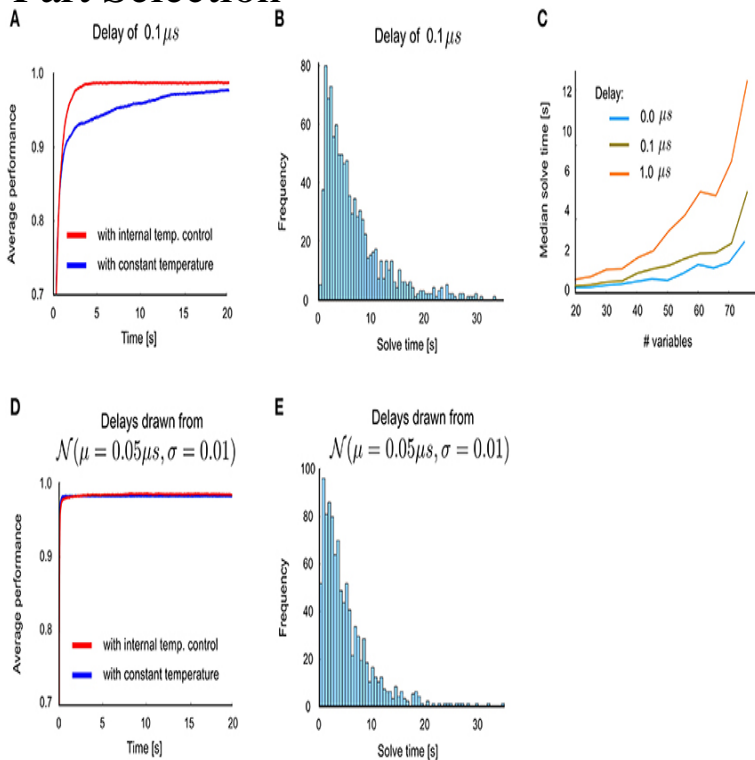 Part Selection
A
Delay of 0.1 μs
Average performance
1.0
0.9
0.8
0.7
with internal temp. control
with constant temperature
0 5 10 15 20
Time [s]
B
Delay of 0.1 μs
Frequency
80
60
40
20
0
0 10 20 30
Solve time [s]
C
Median solve time [s]
12
10
6
4
2
0
Delay:
0.0 μs
0.1 μs
1.0 μs
20 30 40 50 60 70
# variables
D
Delays drawn from
N(μ = 0.05μs, σ = 0.01)
Average performance
1.0
0.9
0.8
0.7
with internal temp. control
with constant temperature
0 5 10 15 20
Time [s]
E
Delays drawn from
N(μ = 0.05μs, σ = 0.01)
Frequency
100
80
60
40
20
0
0 10 20 30
Solve time [s]